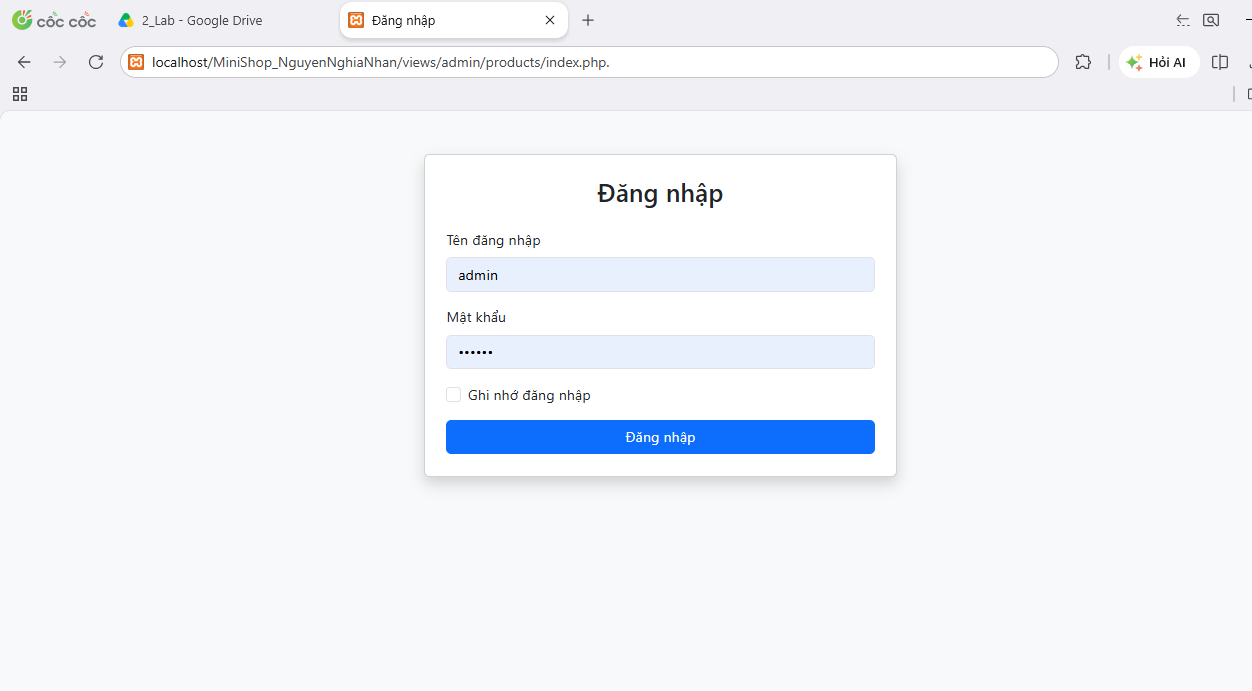 cốc cốc
2_Lab - Google Drive
Đăng nhập
localhost/MiniShop_NguyenNghiaNhan/views/admin/products/index.php.
Hỏi AI
Đăng nhập
Tên đăng nhập
admin
Mật khẩu
••••••
Ghi nhớ đăng nhập
Đăng nhập